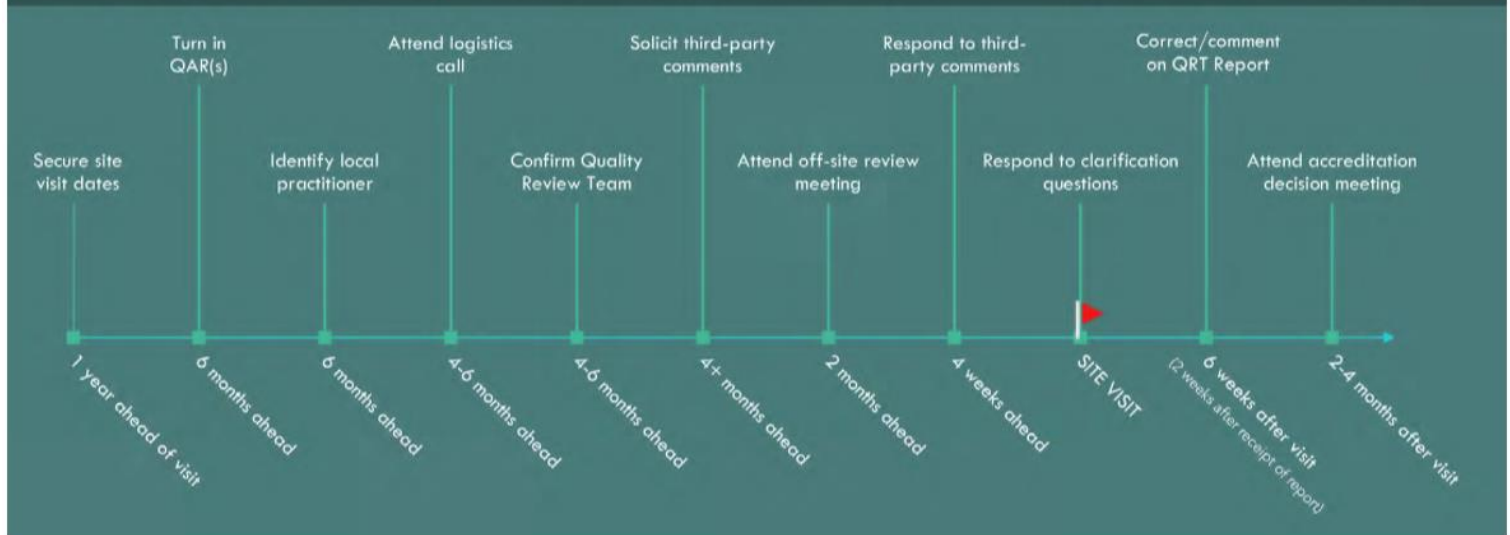 Turn in
QAR(s)
Attend logistics
call
Solicit third-party
comments
Respond to third-
party comments
Correct/comment
on QRT Report
Secure site
visit dates
Identify local
practitioner
Confirm Quality
Review Team
Attend off-site review
meeting
Respond to clarification
questions
Attend accreditation
decision meeting
1 year ahead of visit
6 months ahead
6 months ahead
4-6 months ahead
4-6 months ahead
4+ months ahead
2 months ahead
4 weeks ahead
SITE VISIT
6 weeks after visit
(2 weeks after receipt of report)
2-4 months after visit